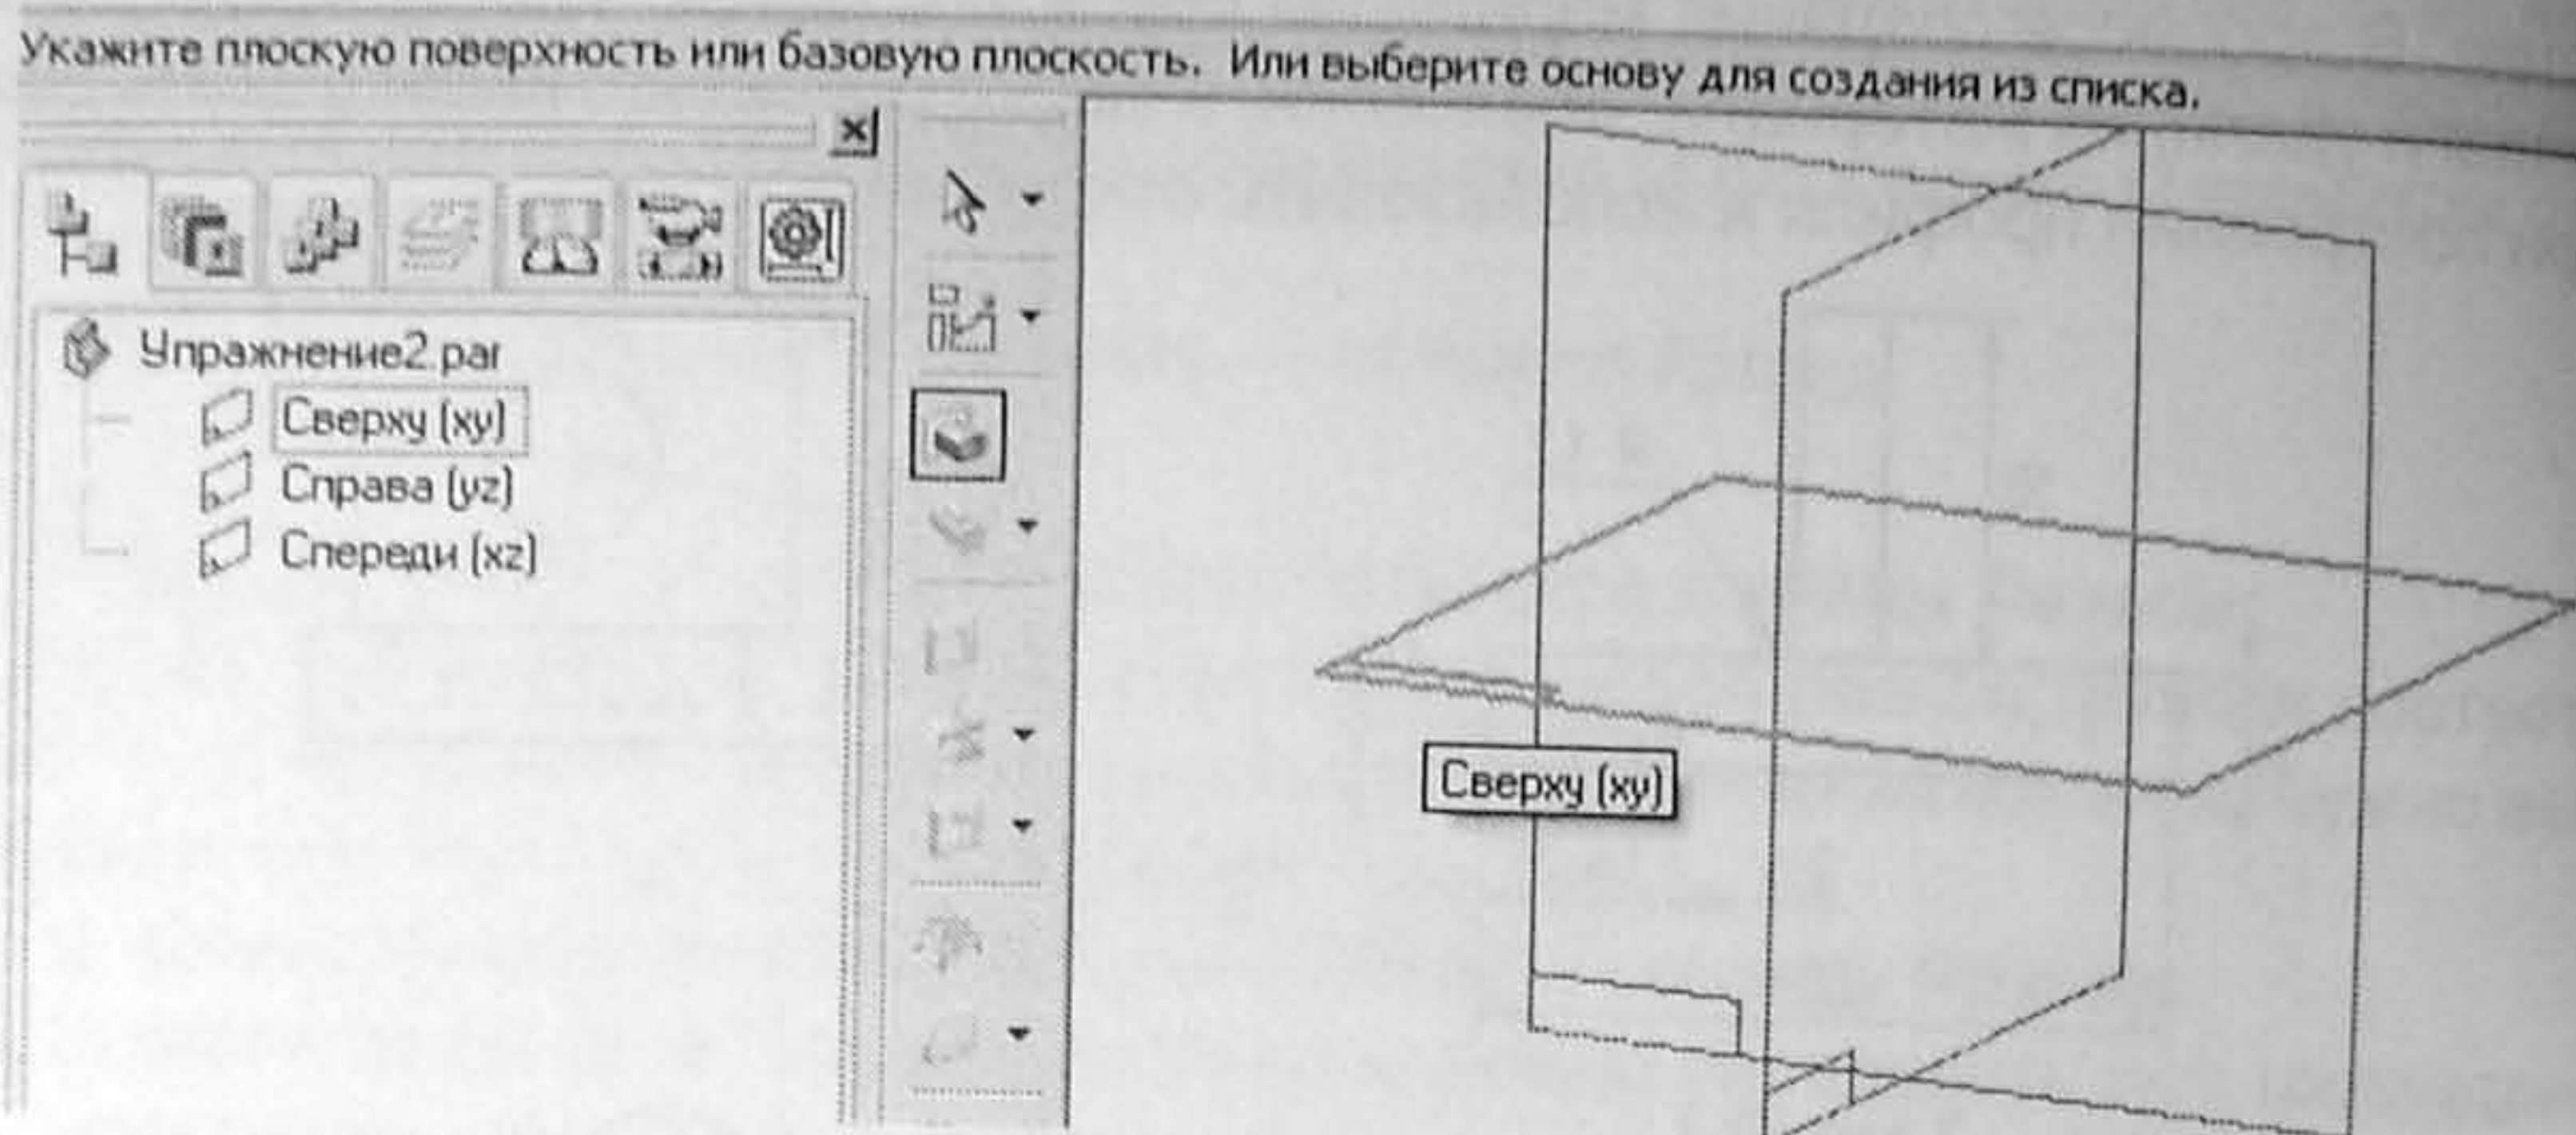 Укажите плоскую поверхность или базовую плоскость. Или выберите основу для создания из списка.
Упражнение2.par
Сверху (xy)
Справа (yz)
Спереди (xz)
Сверху (xy)